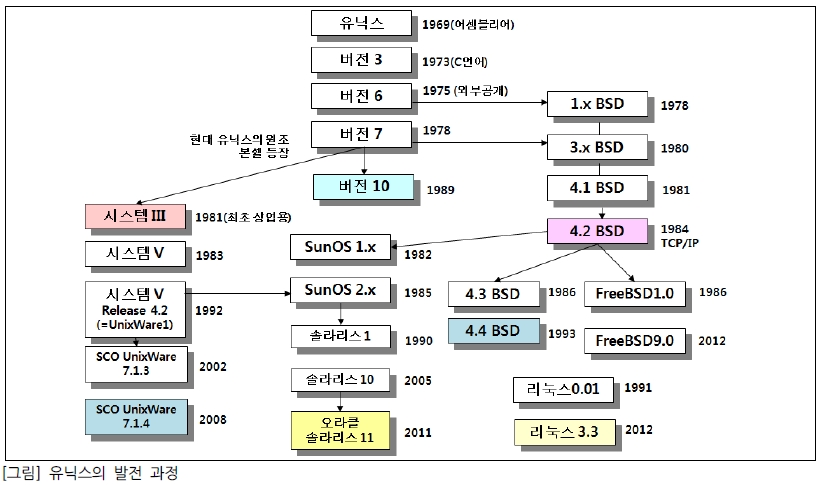 유닉스 1969(어셈블리어)
버전 3 1973(C언어)
버전 6 1975 (외부공개)
1.x BSD 1978
현대 유닉스의 원조
본쉘 등장
버전 7 1978
3.x BSD 1980
버전 10 1989
4.1 BSD 1981
시스템 III 1981(최초 상업용)
4.2 BSD 1984
TCP/IP
시스템 V 1983
SunOS 1.x 1982
시스템 V
Release 4.2
(=UnixWare1)
1992
SunOS 2.x 1985
4.3 BSD 1986
FreeBSD1.0 1986
솔라리스 1 1990
4.4 BSD 1993
FreeBSD9.0 2012
SCO UnixWare
7.1.3
2002
솔라리스 10 2005
리눅스0.01 1991
SCO UnixWare
7.1.4
2008
오라클
솔라리스 11
2011
리눅스 3.3 2012
[그림] 유닉스의 발전 과정